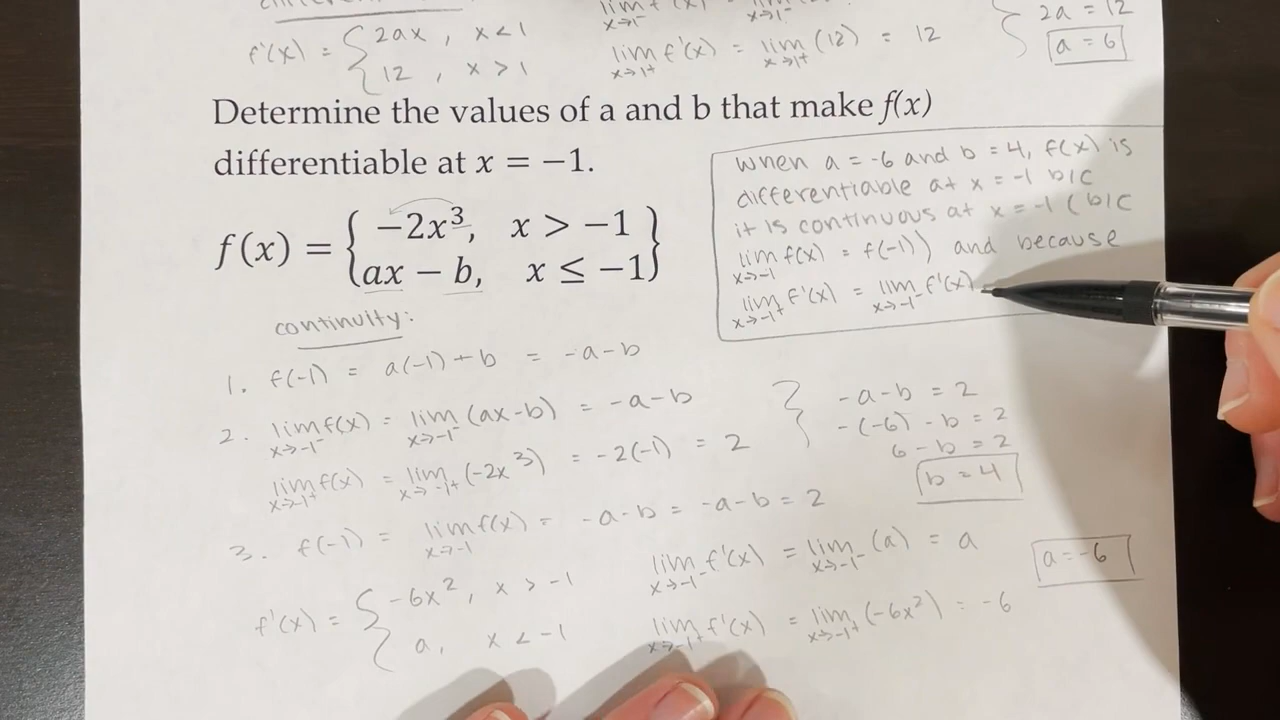 f'(x) = { 2ax , x < 1
12 , x > 1
lim x→1⁺ f'(x) = lim x→1⁺ (12) = 12
2a = 12
a = 6
Determine the values of a and b that make f(x)
differentiable at x = −1.
f(x) = { −2x³, x > −1
ax − b, x ≤ −1 }
when a = -6 and b = 4, f(x) is
differentiable at x = -1 b/c
it is continuous at x = -1 (b/c
lim x→-1 f(x) = f(-1)) and because
lim x→-1⁺ f'(x) = lim x→-1⁻ f'(x)
continuity:
1. f(-1) = a(-1) - b = -a-b
2. lim x→-1⁻ f(x) = lim x→-1⁻ (ax-b) = -a-b
lim x→-1⁺ f(x) = lim x→-1⁺ (-2x³) = -2(-1) = 2
-a-b = 2
-(-6) - b = 2
6 - b = 2
b = 4
3. f(-1) = lim x→-1 f(x) = -a-b = -a-b = 2
f'(x) = { -6x², x > -1
a, x < -1
lim x→-1⁻ f'(x) = lim x→-1⁻ (a) = a
lim x→-1⁺ f'(x) = lim x→-1⁺ (-6x²) = -6
a = -6